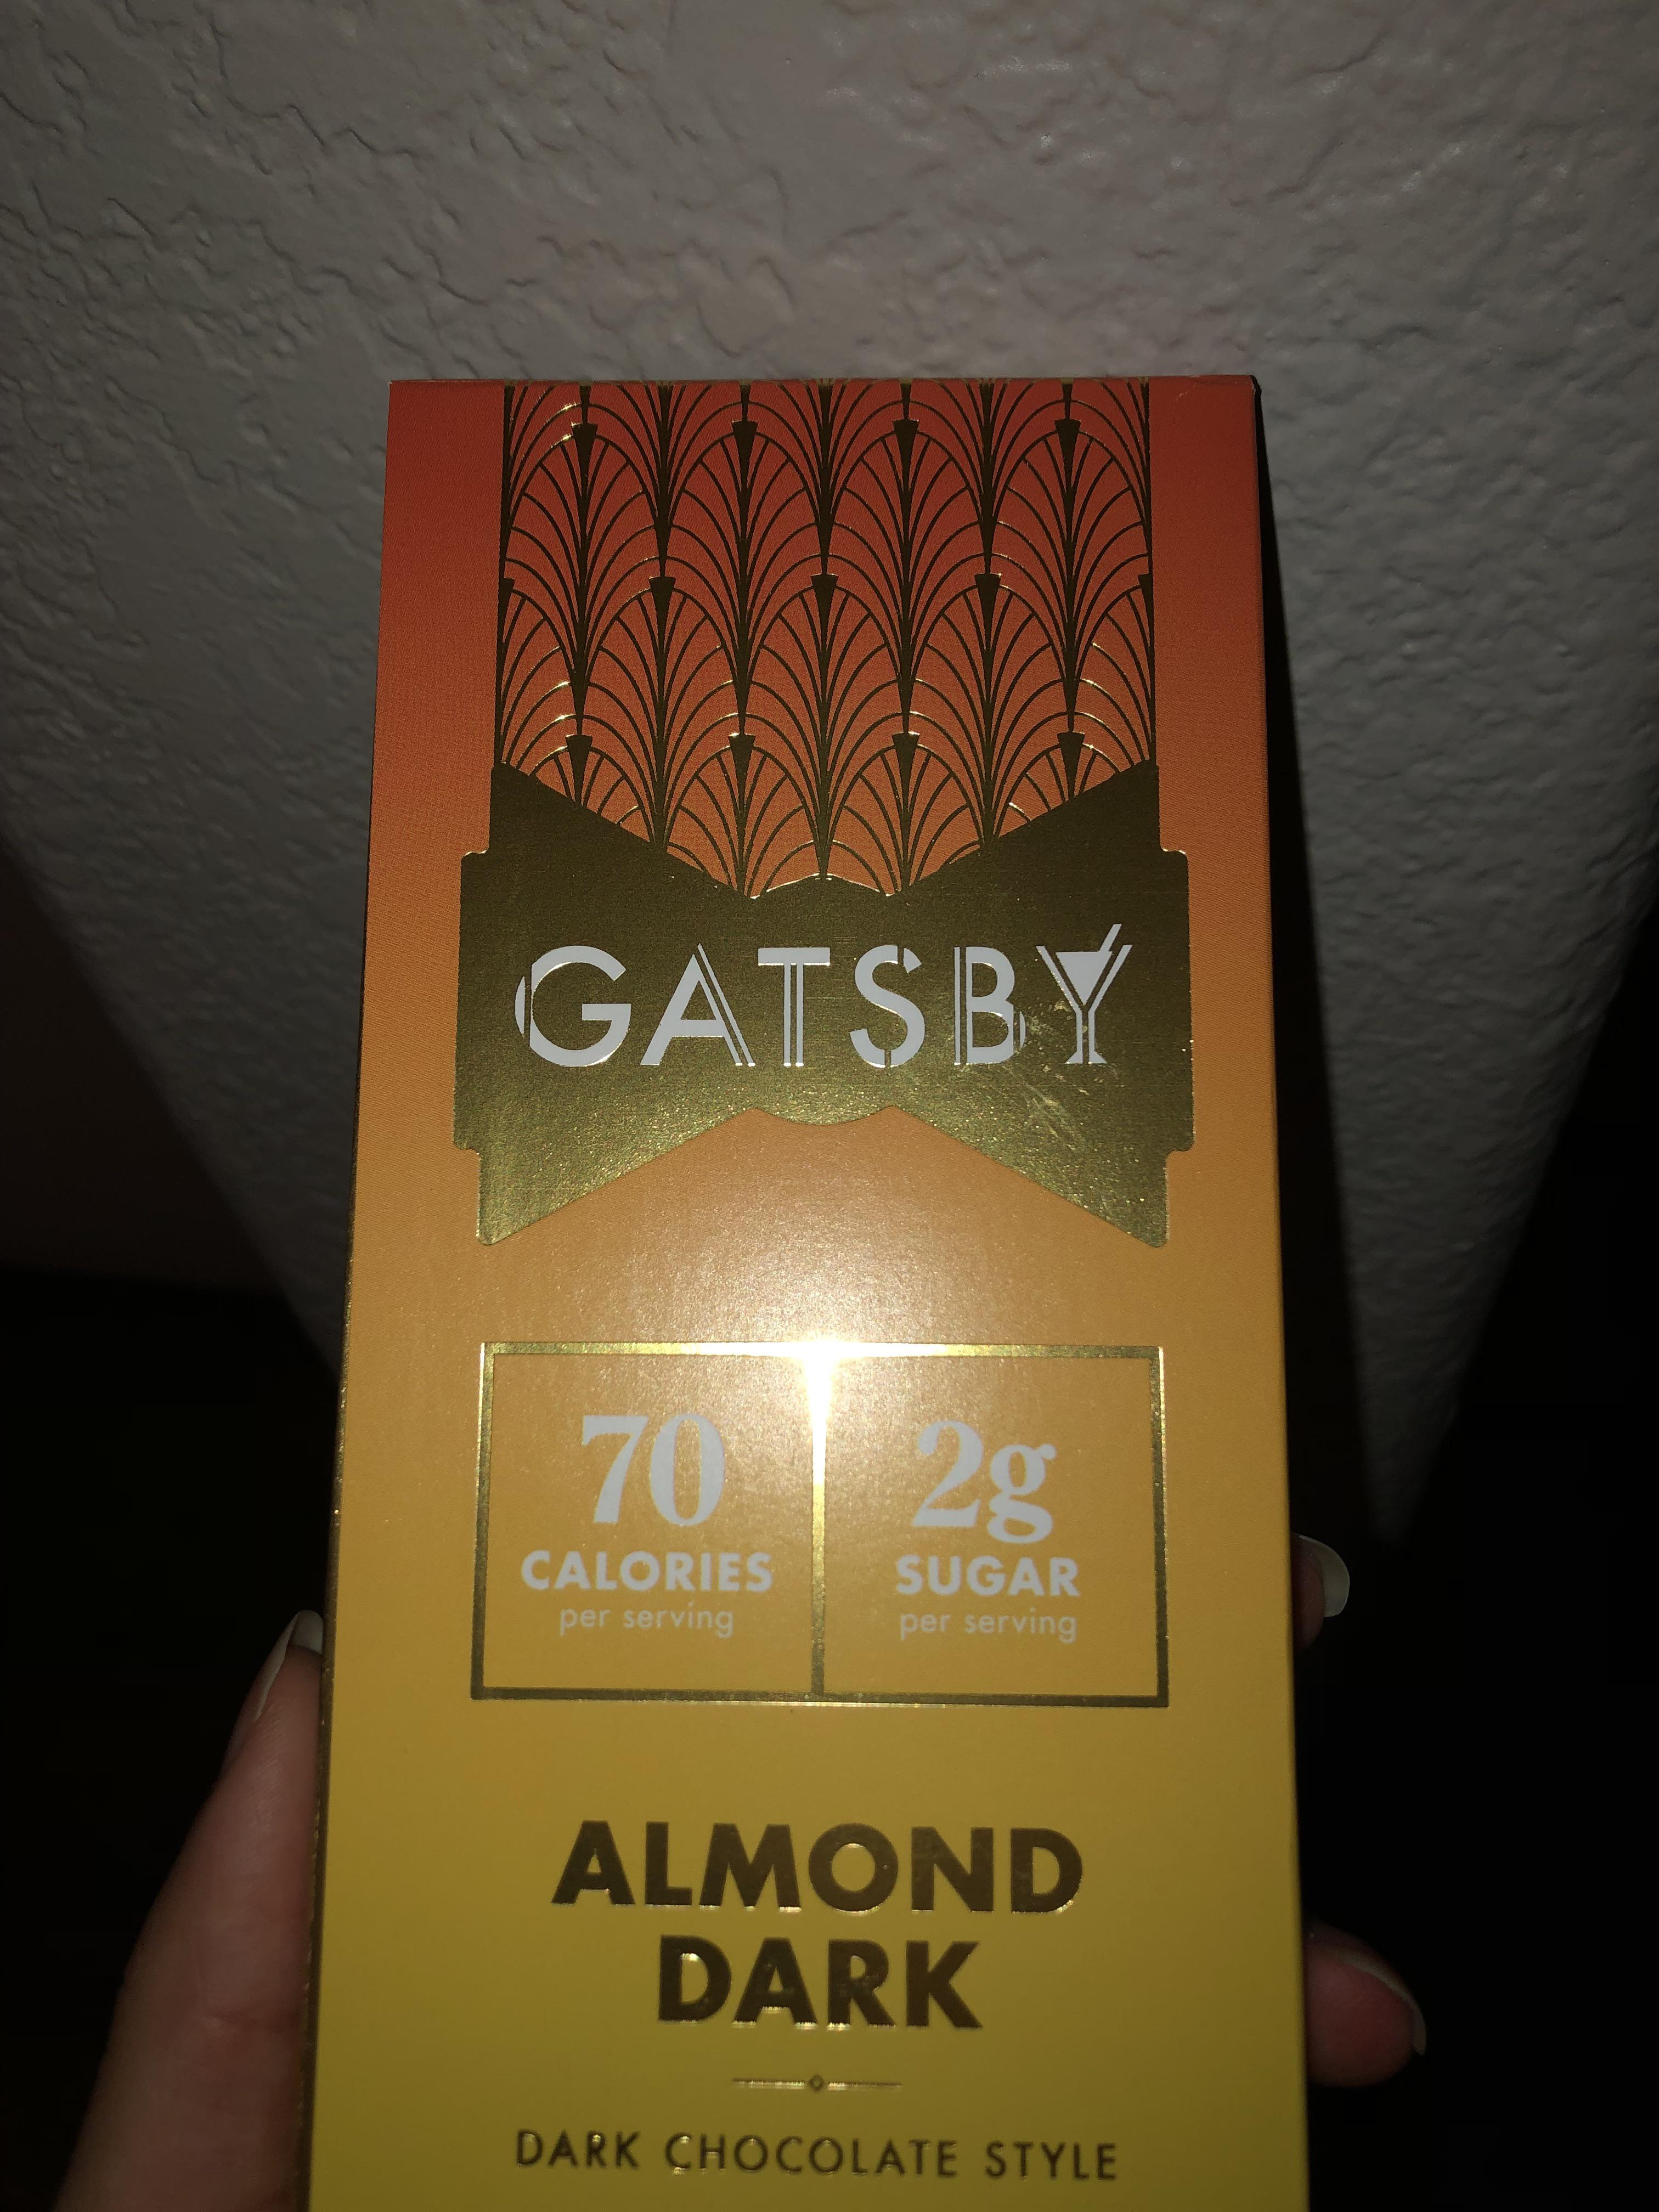 GATSBY
70
CALORIES
per serving
2g
SUGAR
per serving
ALMOND
DARK
DARK CHOCOLATE STYLE